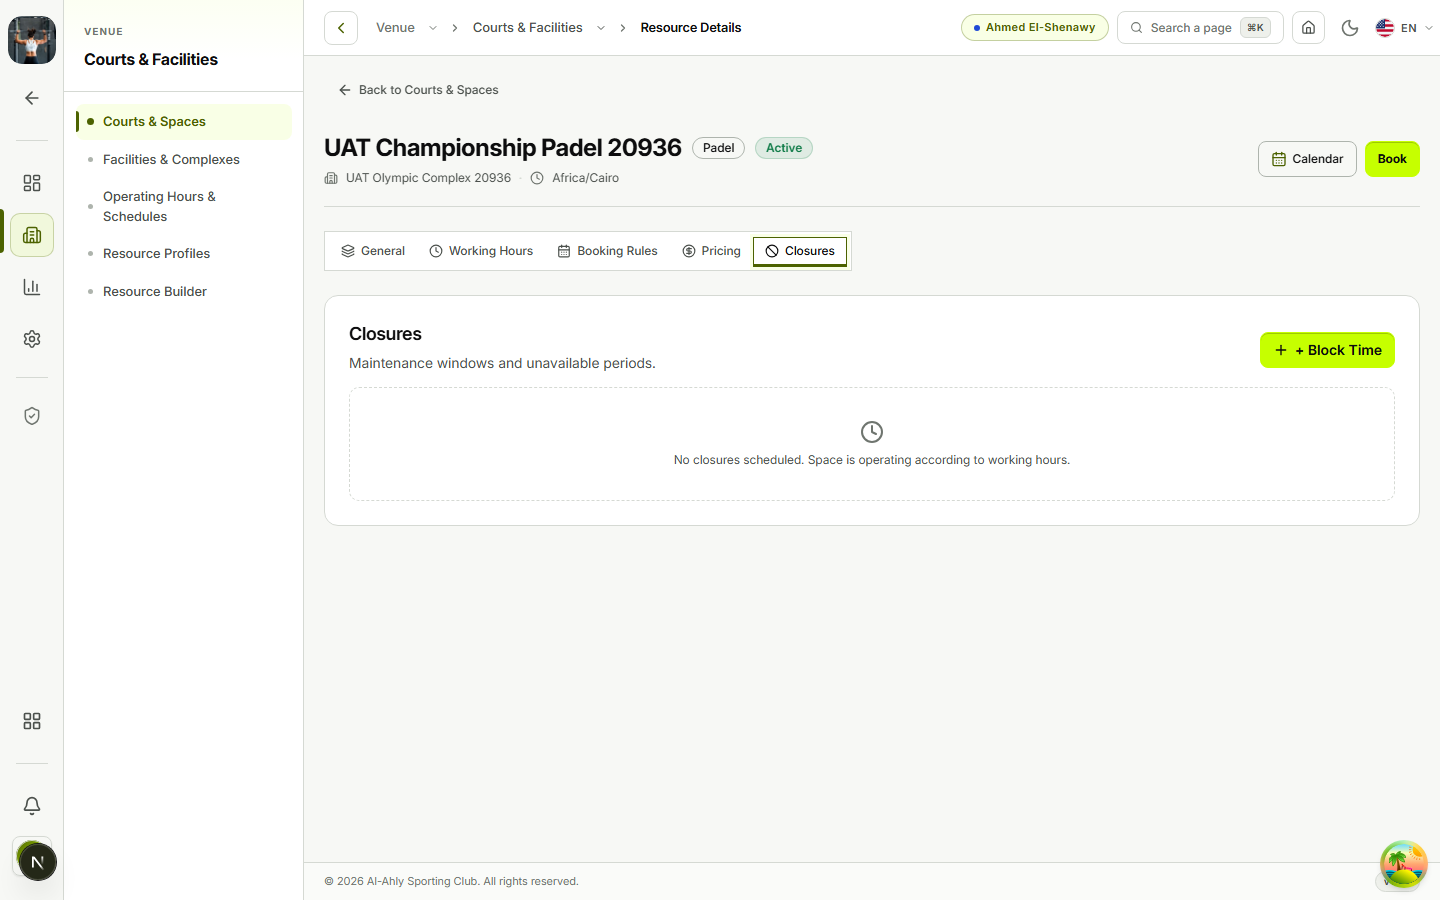 VENUE
Courts & Facilities
Courts & Spaces
Facilities & Complexes
Operating Hours &
Schedules
Resource Profiles
Resource Builder
Venue
Courts & Facilities
Resource Details
Ahmed El-Shenawy
Search a page
⌘K
EN
Back to Courts & Spaces
UAT Championship Padel 20936
Padel
Active
UAT Olympic Complex 20936 · Africa/Cairo
Calendar
Book
General
Working Hours
Booking Rules
Pricing
Closures
Closures
Maintenance windows and unavailable periods.
+ Block Time
No closures scheduled. Space is operating according to working hours.
N
© 2026 Al-Ahly Sporting Club. All rights reserved.